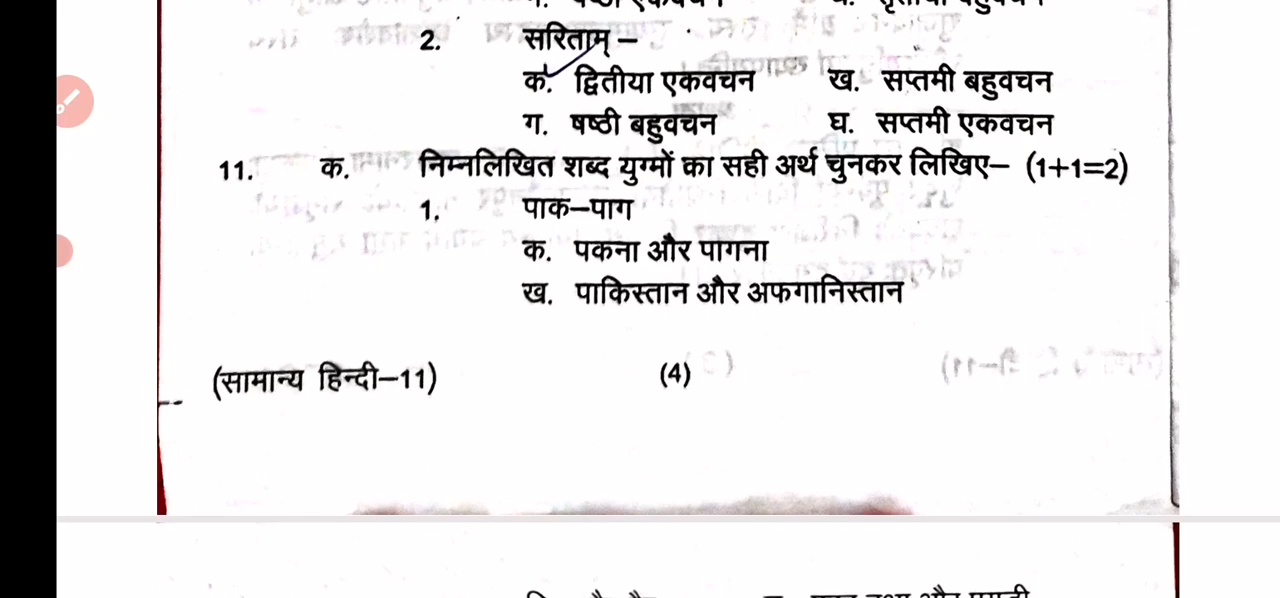 2. सरिताम् –
क. द्वितीया एकवचन ख. सप्तमी बहुवचन
ग. षष्ठी बहुवचन घ. सप्तमी एकवचन
11. क. निम्नलिखित शब्द युग्मों का सही अर्थ चुनकर लिखिए– (1+1=2)
1. पाक–पाग
क. पकना और पागना
ख. पाकिस्तान और अफगानिस्तान
(सामान्य हिन्दी–11) (4)